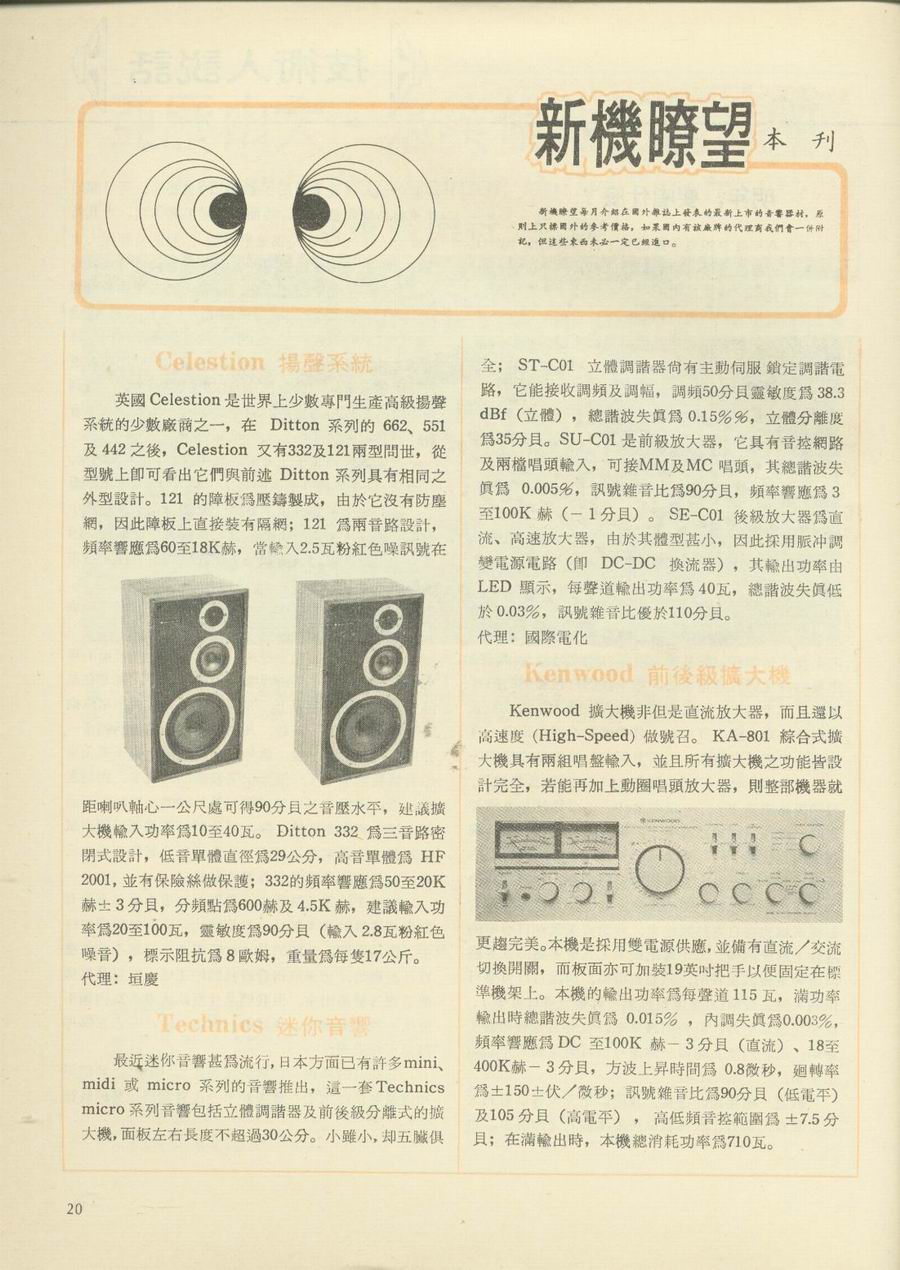 新機瞭望
本刊
新機瞭望每月介紹在國外雜誌上發表的最新上市的音響器材，原
則上只標國外的參考價格，如果國內有該廠牌的代理商我們會一併附
記，但這些東西未必一定已經進口。
Celestion 揚聲系統
英國 Celestion 是世界上少數專門生產高級揚聲
系統的少數廠商之一，在 Ditton 系列的 662、551
及 442 之後，Celestion 又有332及121兩型問世，從
型號上卽可看出它們與前述 Ditton 系列具有相同之
外型設計。121 的障板爲壓鑄製成，由於它沒有防塵
網，因此障板上直接裝有隔網；121 爲兩音路設計，
頻率響應爲60至18K赫，當輸入2.5瓦粉紅色噪訊號在
距喇叭軸心一公尺處可得90分貝之音壓水平，建議擴
大機輸入功率爲10至40瓦。 Ditton 332 爲三音路密
閉式設計，低音單體直徑爲29公分，高音單體爲 HF
2001，並有保險絲做保護；332的頻率響應爲50至20K
赫±3分貝，分頻點爲600赫及 4.5K 赫，建議輸入功
率爲20至100瓦，靈敏度爲90分貝（輸入 2.8瓦粉紅色
噪音），標示阻抗爲 8 歐姆，重量爲每隻17公斤。
代理：垣慶
Technics 迷你音響
最近迷你音響甚爲流行，日本方面已有許多mini、
midi 或 micro 系列的音響推出，這一套Technics
micro 系列音響包括立體調諧器及前後級分離式的擴
大機，面板左右長度不超過30公分。小雖小，却五臟俱
全； ST-C01 立體調諧器尙有主動伺服鎖定調諧電
路，它能接收調頻及調幅，調頻50分貝靈敏度爲 38.3
dBf（立體），總諧波失眞爲 0.15%%，立體分離度
爲35分貝。SU-C01 是前級放大器，它具有音控網路
及兩檔唱頭輸入，可接MM及MC 唱頭，其總諧波失
眞爲 0.005%，訊號雜音比爲90分貝，頻率響應爲 3
至100K 赫（－1分貝）。 SE-C01 後級放大器爲直
流、高速放大器，由於其體型甚小，因此採用脈冲調
變電源電路（卽 DC-DC 換流器），其輸出功率由
LED 顯示，每聲道輸出功率爲 40瓦，總諧波失眞低
於 0.03%，訊號雜音比優於110分貝。
代理：國際電化
Kenwood 前後級擴大機
Kenwood 擴大機非但是直流放大器，而且還以
高速度 (High-Speed) 做號召。 KA-801 綜合式擴
大機具有兩組唱盤輸入，並且所有擴大機之功能皆設
計完全，若能再加上動圈唱頭放大器，則整部機器就
KENWOOD
更趨完美。本機是採用雙電源供應，並備有直流／交流
切換開關，而板面亦可加裝19英吋把手以便固定在標
準機架上。本機的輸出功率爲每聲道 115 瓦，滿功率
輸出時總諧波失眞爲 0.015% ，內調失眞爲0.003%，
頻率響應爲 DC 至100K 赫－3分貝（直流）、18至
400K赫－3分貝，方波上昇時間爲 0.8微秒，迴轉率
爲±150±伏／微秒；訊號雜音比爲90分貝（低電平）
及105 分貝（高電平），高低頻音控範圍爲 ±7.5 分
貝；在滿輸出時，本機總消耗功率爲710瓦。
20